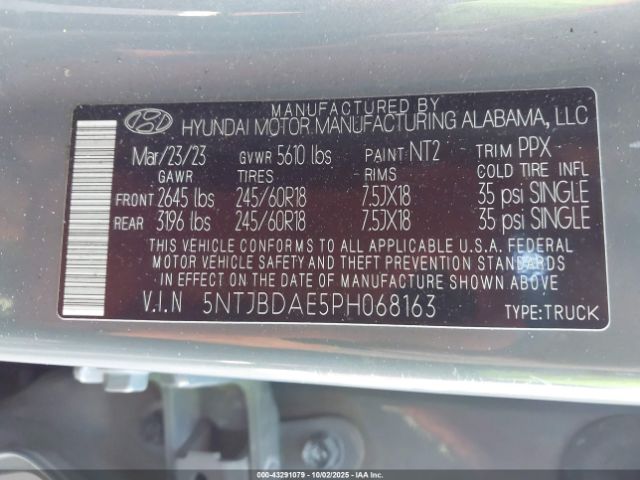 MANUFACTURED BY
HYUNDAI MOTOR MANUFACTURING ALABAMA, LLC
Mar/23/23 GVWR 5610 lbs PAINT NT2 TRIM PPX
GAWR TIRES RIMS COLD TIRE INFL
FRONT 2645 lbs 245/60R18 7.5JX18 35 psi SINGLE
REAR 3196 lbs 245/60R18 7.5JX18 35 psi SINGLE
THIS VEHICLE CONFORMS TO ALL APPLICABLE U.S.A. FEDERAL
MOTOR VEHICLE SAFETY AND THEFT PREVENTION STANDARDS
IN EFFECT ON THE DATE OF MANUFACTURE SHOWN ABOVE
V.I.N 5NTJBDAE5PH068163 TYPE:TRUCK
000-43291079 - 10/02/2025 - COPART